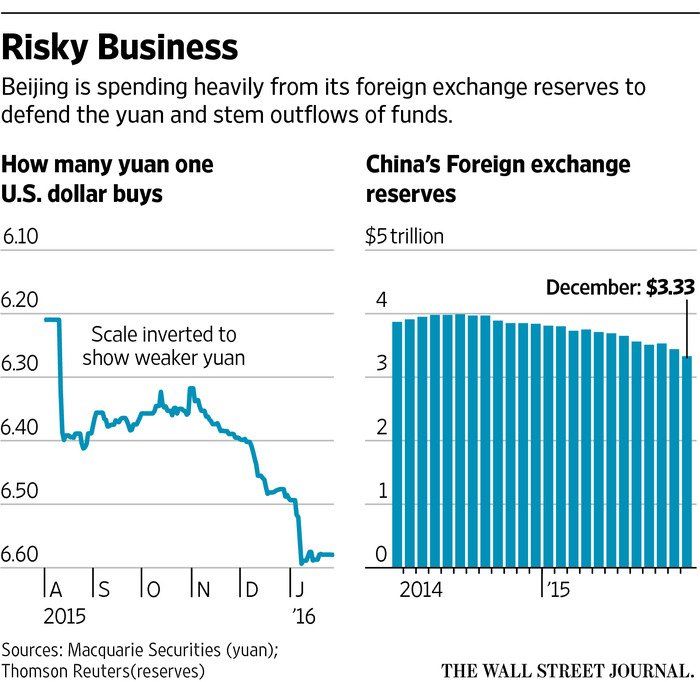 Risky Business
Beijing is spending heavily from its foreign exchange reserves to
defend the yuan and stem outflows of funds.
How many yuan one
U.S. dollar buys
6.10
6.20
Scale inverted to
show weaker yuan
6.30
6.40
6.50
6.60
A S O N D J
2015 ’16
China’s Foreign exchange
reserves
$5 trillion
December: $3.33
4
3
2
1
0
2014 ’15
Sources: Macquarie Securities (yuan);
Thomson Reuters(reserves)
THE WALL STREET JOURNAL.